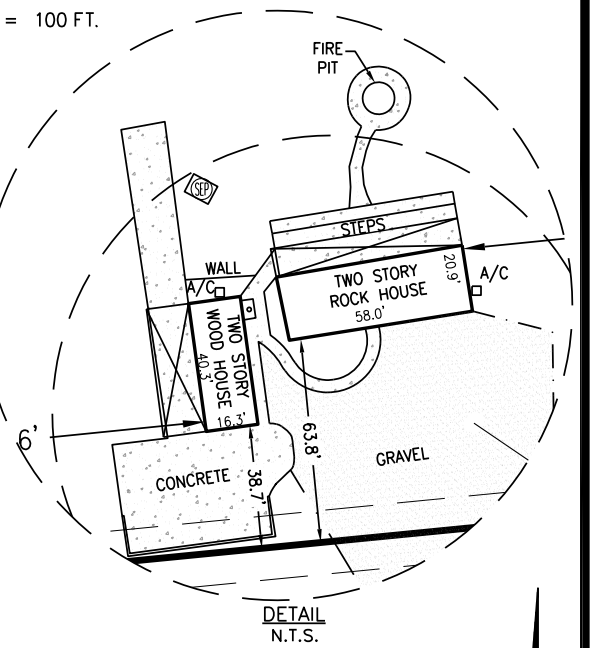 = 100 FT.
FIRE
PIT
SEP
STEPS
WALL
A/C
TWO STORY
ROCK HOUSE
58.0'
20.9'
A/C
TWO STORY
WOOD HOUSE
40.3'
16.3'
6'
63.8'
38.7'
CONCRETE
GRAVEL
DETAIL
N.T.S.